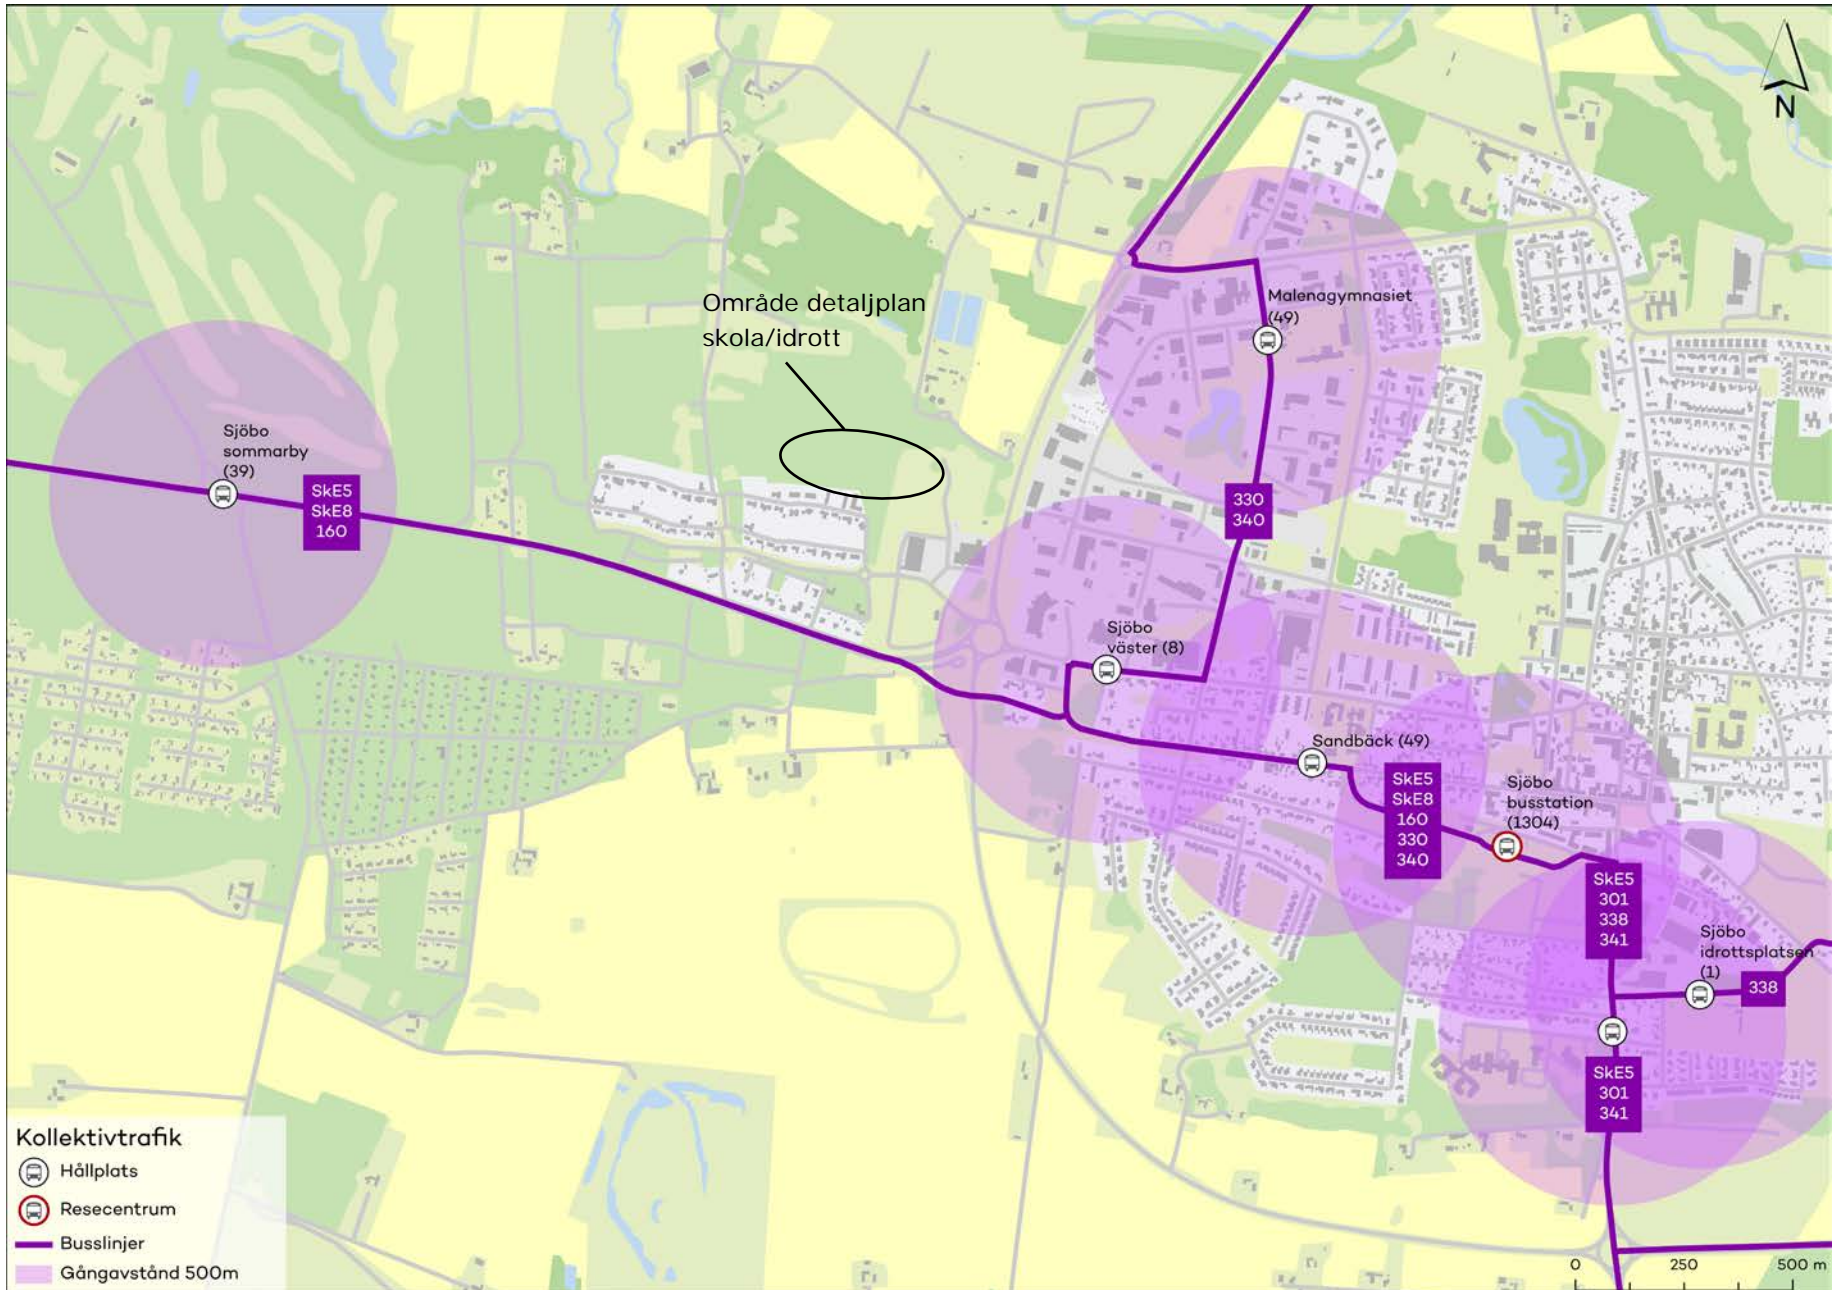 N
Område detaljplan
skola/idrott
Malenagymnasiet
(49)
Sjöbo
sommarby
(39)
SkE5
SkE8
160
330
340
Sjöbo
väster (8)
Sandbäck (49)
SkE5
SkE8
160
330
340
Sjöbo
busstation
(1304)
SkE5
301
338
341
Sjöbo
idrottsplatsen
(1)
338
SkE5
301
341
Kollektivtrafik
Hållplats
Resecentrum
Busslinjer
Gångavstånd 500m
0 250 500 m